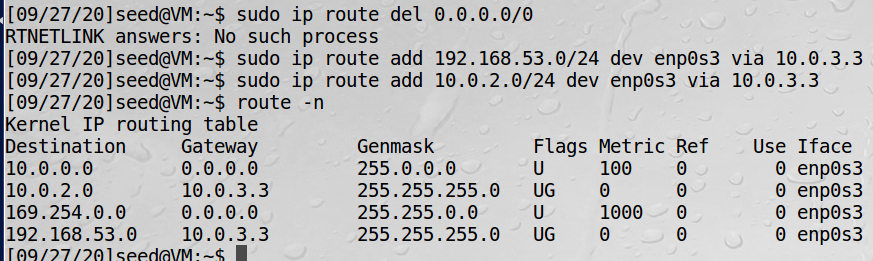 [09/27/20]seed@VM:~$ sudo ip route del 0.0.0.0/0
RTNETLINK answers: No such process
[09/27/20]seed@VM:~$ sudo ip route add 192.168.53.0/24 dev enp0s3 via 10.0.3.3
[09/27/20]seed@VM:~$ sudo ip route add 10.0.2.0/24 dev enp0s3 via 10.0.3.3
[09/27/20]seed@VM:~$ route -n
Kernel IP routing table
Destination     Gateway         Genmask         Flags Metric Ref    Use Iface
10.0.0.0        0.0.0.0         255.0.0.0       U     100    0        0 enp0s3
10.0.2.0        10.0.3.3        255.255.255.0   UG    0      0        0 enp0s3
169.254.0.0     0.0.0.0         255.255.0.0     U     1000   0        0 enp0s3
192.168.53.0    10.0.3.3        255.255.255.0   UG    0      0        0 enp0s3
[09/27/20]seed@VM:~$